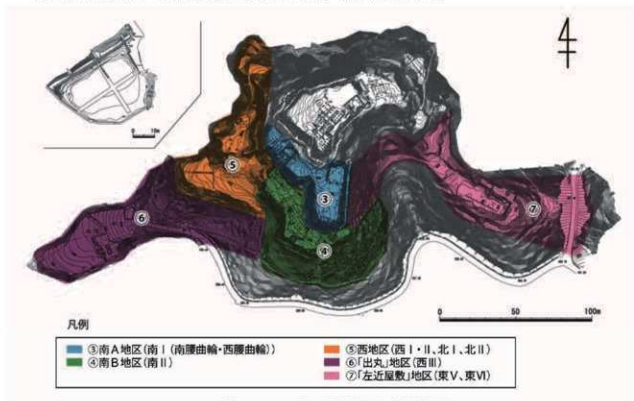 0 10m
⑤
③
⑥
⑦
④
0 50 100m
凡例
③南A地区(南Ⅰ(南腰曲輪・西腰曲輪))
④南B地区(南Ⅱ)
⑤西地区(西Ⅰ・Ⅱ、北Ⅰ、北Ⅱ)
⑥「出丸」地区(西Ⅲ)
⑦「左近屋敷」地区(東Ⅴ、東Ⅵ)